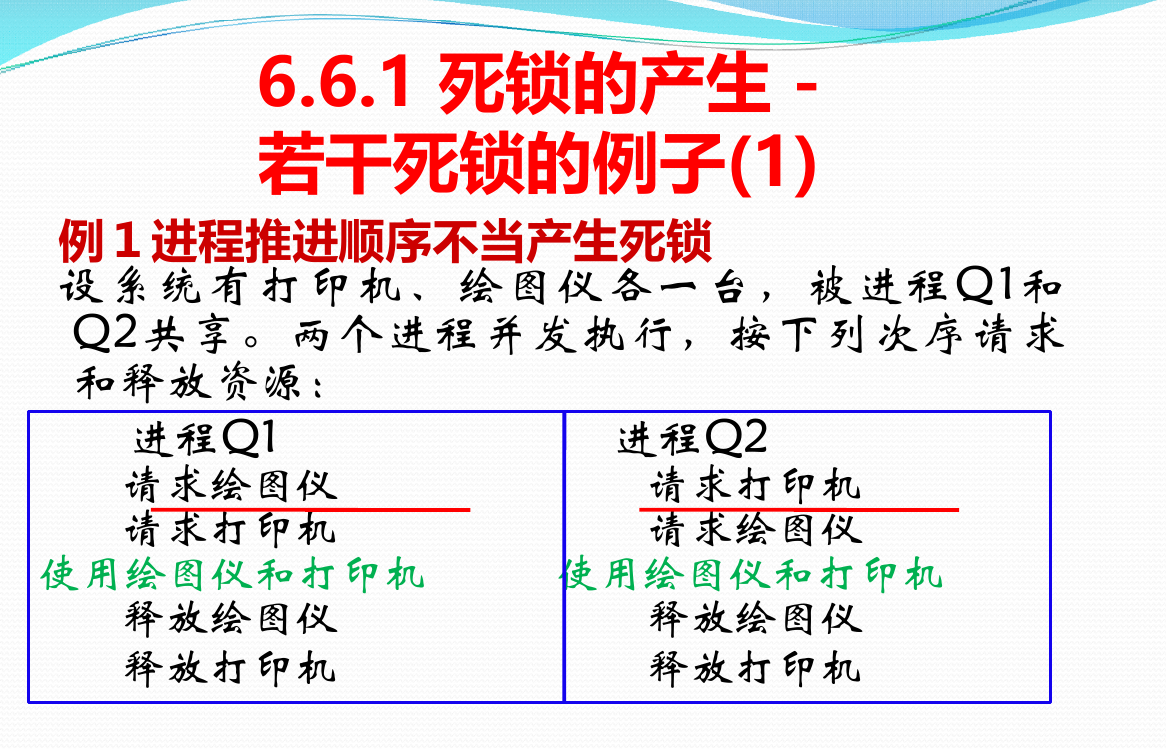 6.6.1 死锁的产生 -
若干死锁的例子(1)
例１进程推进顺序不当产生死锁
设系统有打印机、绘图仪各一台，被进程Q1和
Q2共享。两个进程并发执行，按下列次序请求
和释放资源：
进程Q1 进程Q2
请求绘图仪 请求打印机
请求打印机 请求绘图仪
使用绘图仪和打印机 使用绘图仪和打印机
释放绘图仪 释放绘图仪
释放打印机 释放打印机